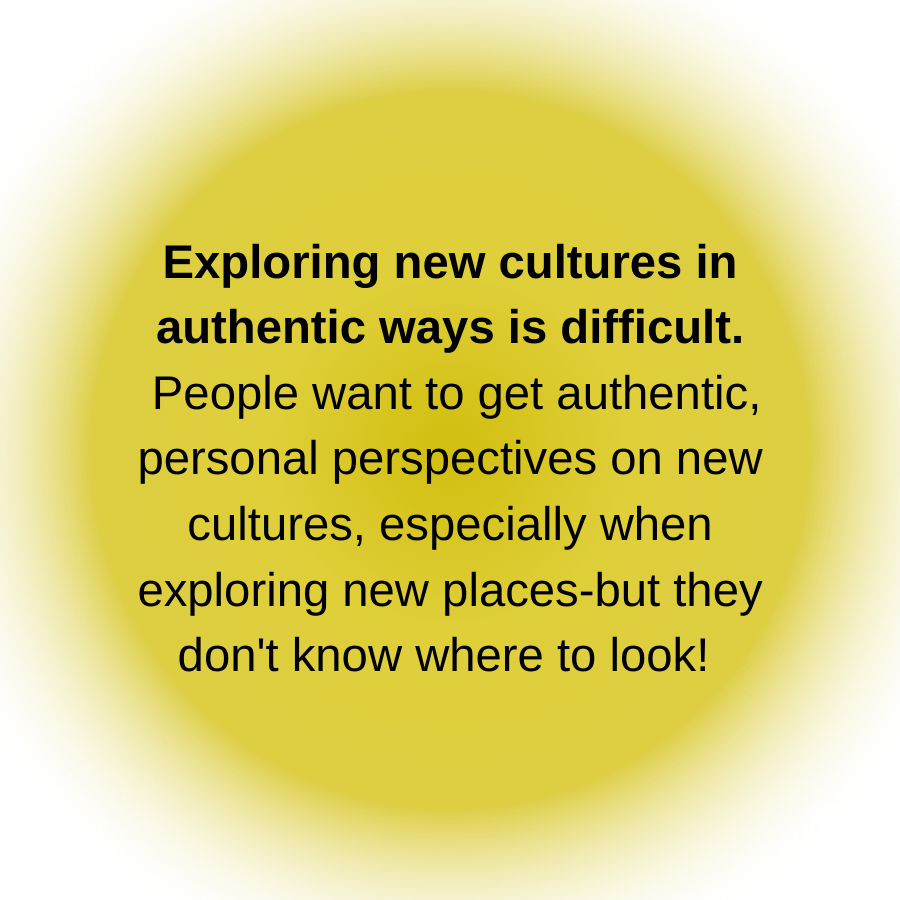 Exploring new cultures in
authentic ways is difficult.
People want to get authentic,
personal perspectives on new
cultures, especially when
exploring new places-but they
don't know where to look!